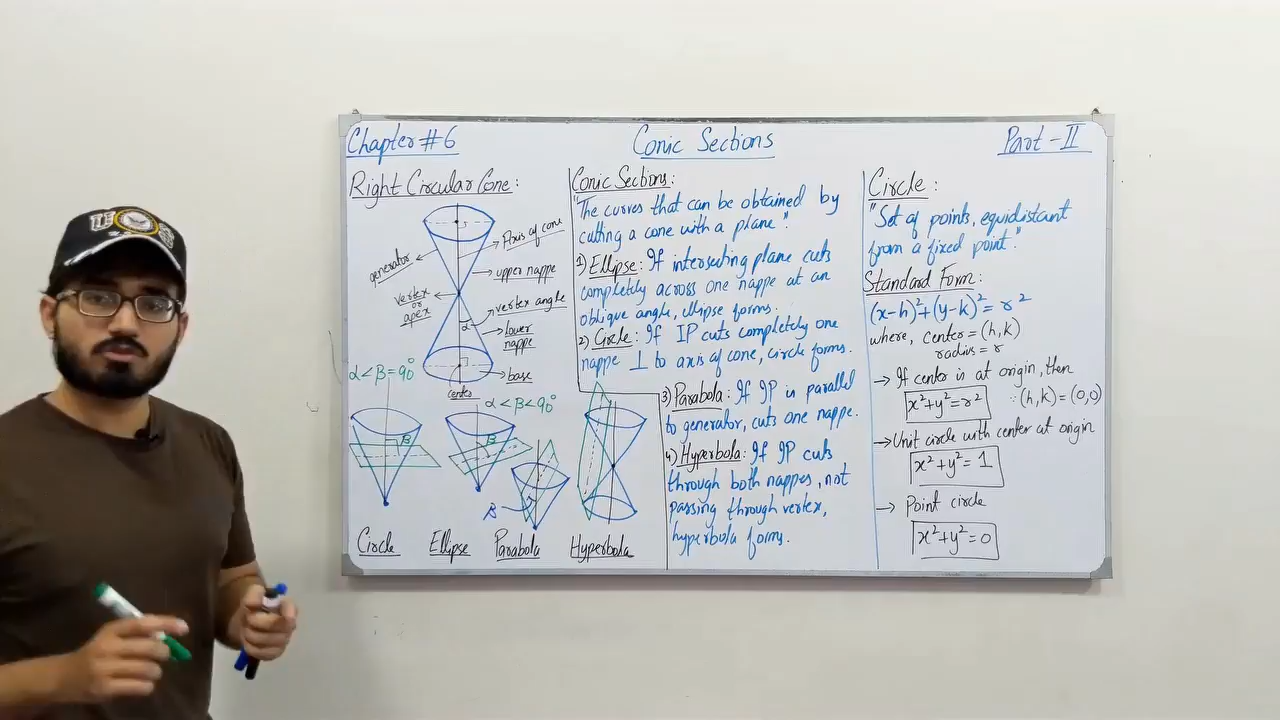 Chapter #6
Conic Sections
Part - II
Right Circular Cone:
Axis of cone
generator
upper nappe
vertex
or
apex
vertex angle
α
lower
nappe
base
center
α < β = 90°
α < β < 90°
β
β
β
Circle
Ellipse
Parabola
Hyperbola
Conic Sections:
"The curves that can be obtained by
cutting a cone with a plane."
1) Ellipse: If intersecting plane cuts
completely across one nappe at an
oblique angle, ellipse forms.
2) Circle: If IP cuts completely one
nappe ⊥ to axis of cone, circle forms.
3) Parabola: If IP is parallel
to generator, cuts one nappe.
4) Hyperbola: If IP cuts
through both nappes, not
passing through vertex,
hyperbola forms.
Circle:
"Set of points, equidistant
from a fixed point."
Standard Form:
(x-h)²+(y-k)² = r²
where, center = (h,k)
radius = r
→ If center is at origin, then
x²+y²=r² ∵(h,k)=(0,0)
→ Unit circle with center at origin
x²+y²=1
→ Point circle
x²+y²=0